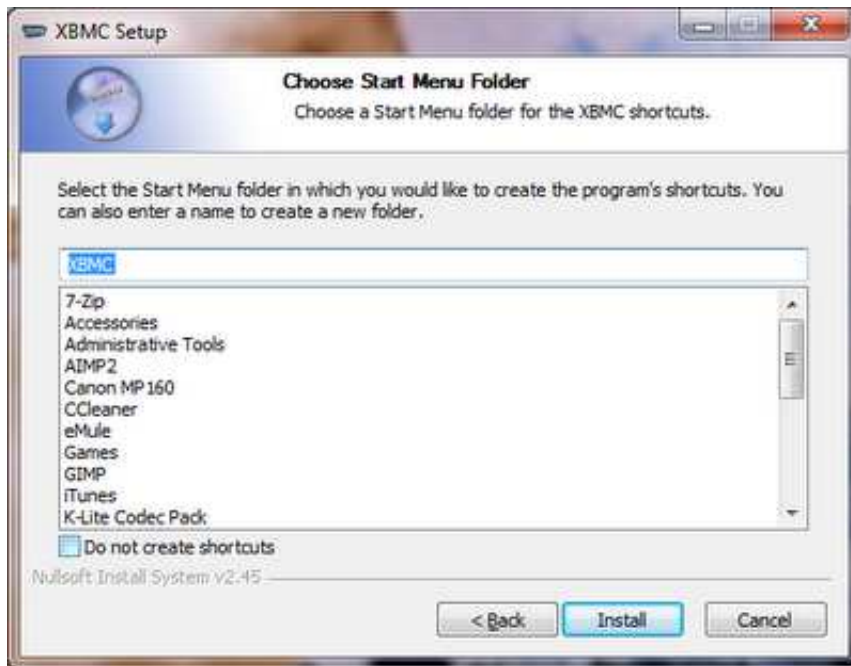 XBMC Setup
Choose Start Menu Folder
Choose a Start Menu folder for the XBMC shortcuts.
Select the Start Menu folder in which you would like to create the program's shortcuts. You
can also enter a name to create a new folder.
XBMC
7-Zip
Accessories
Administrative Tools
AIMP2
Canon MP160
CCleaner
eMule
Games
GIMP
iTunes
K-Lite Codec Pack
Do not create shortcuts
Nullsoft Install System v2.45
< Back Install Cancel